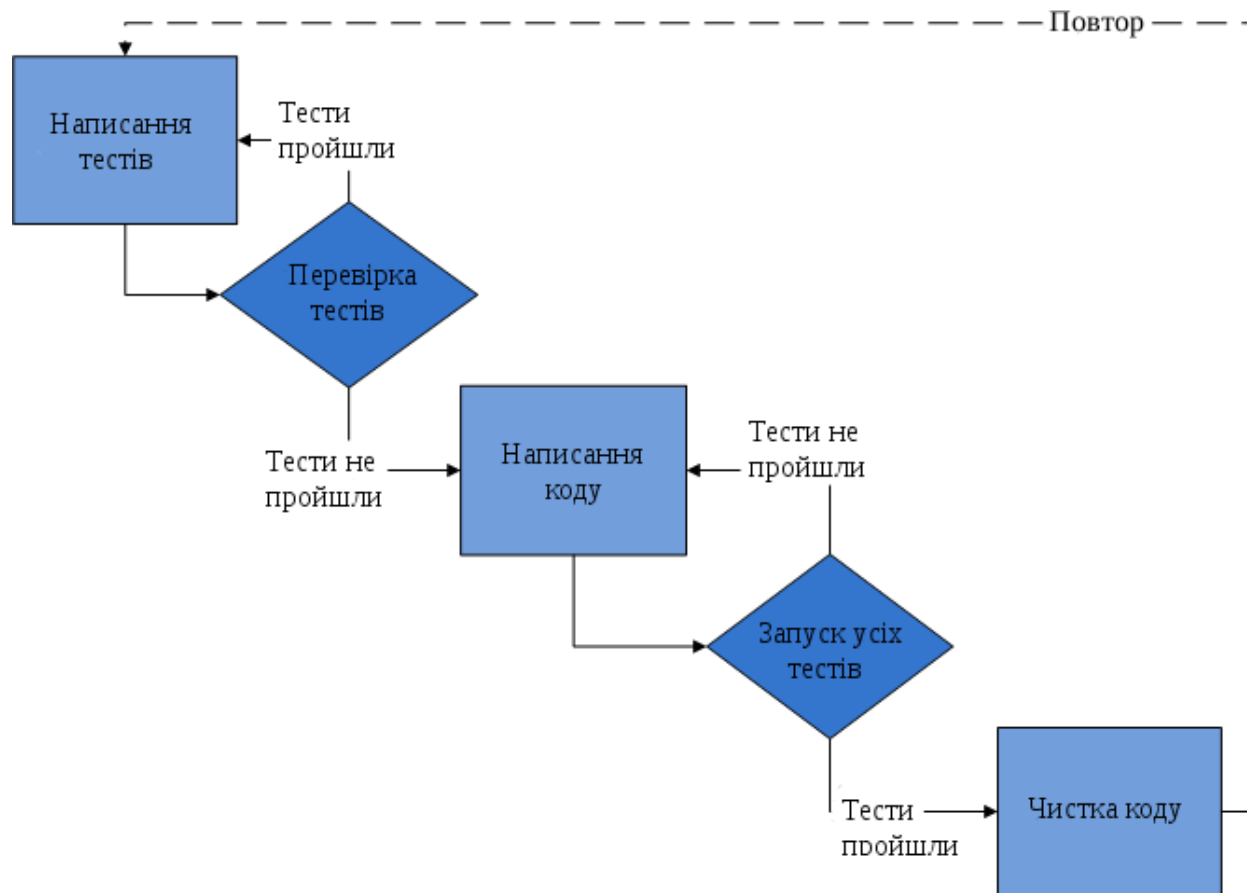 Повтор
Написання
тестів
Тести
пройшли
Перевірка
тестів
Тести не
пройшли
Написання
коду
Тести не
пройшли
Запуск усіх
тестів
Тести
пройшли
Чистка коду